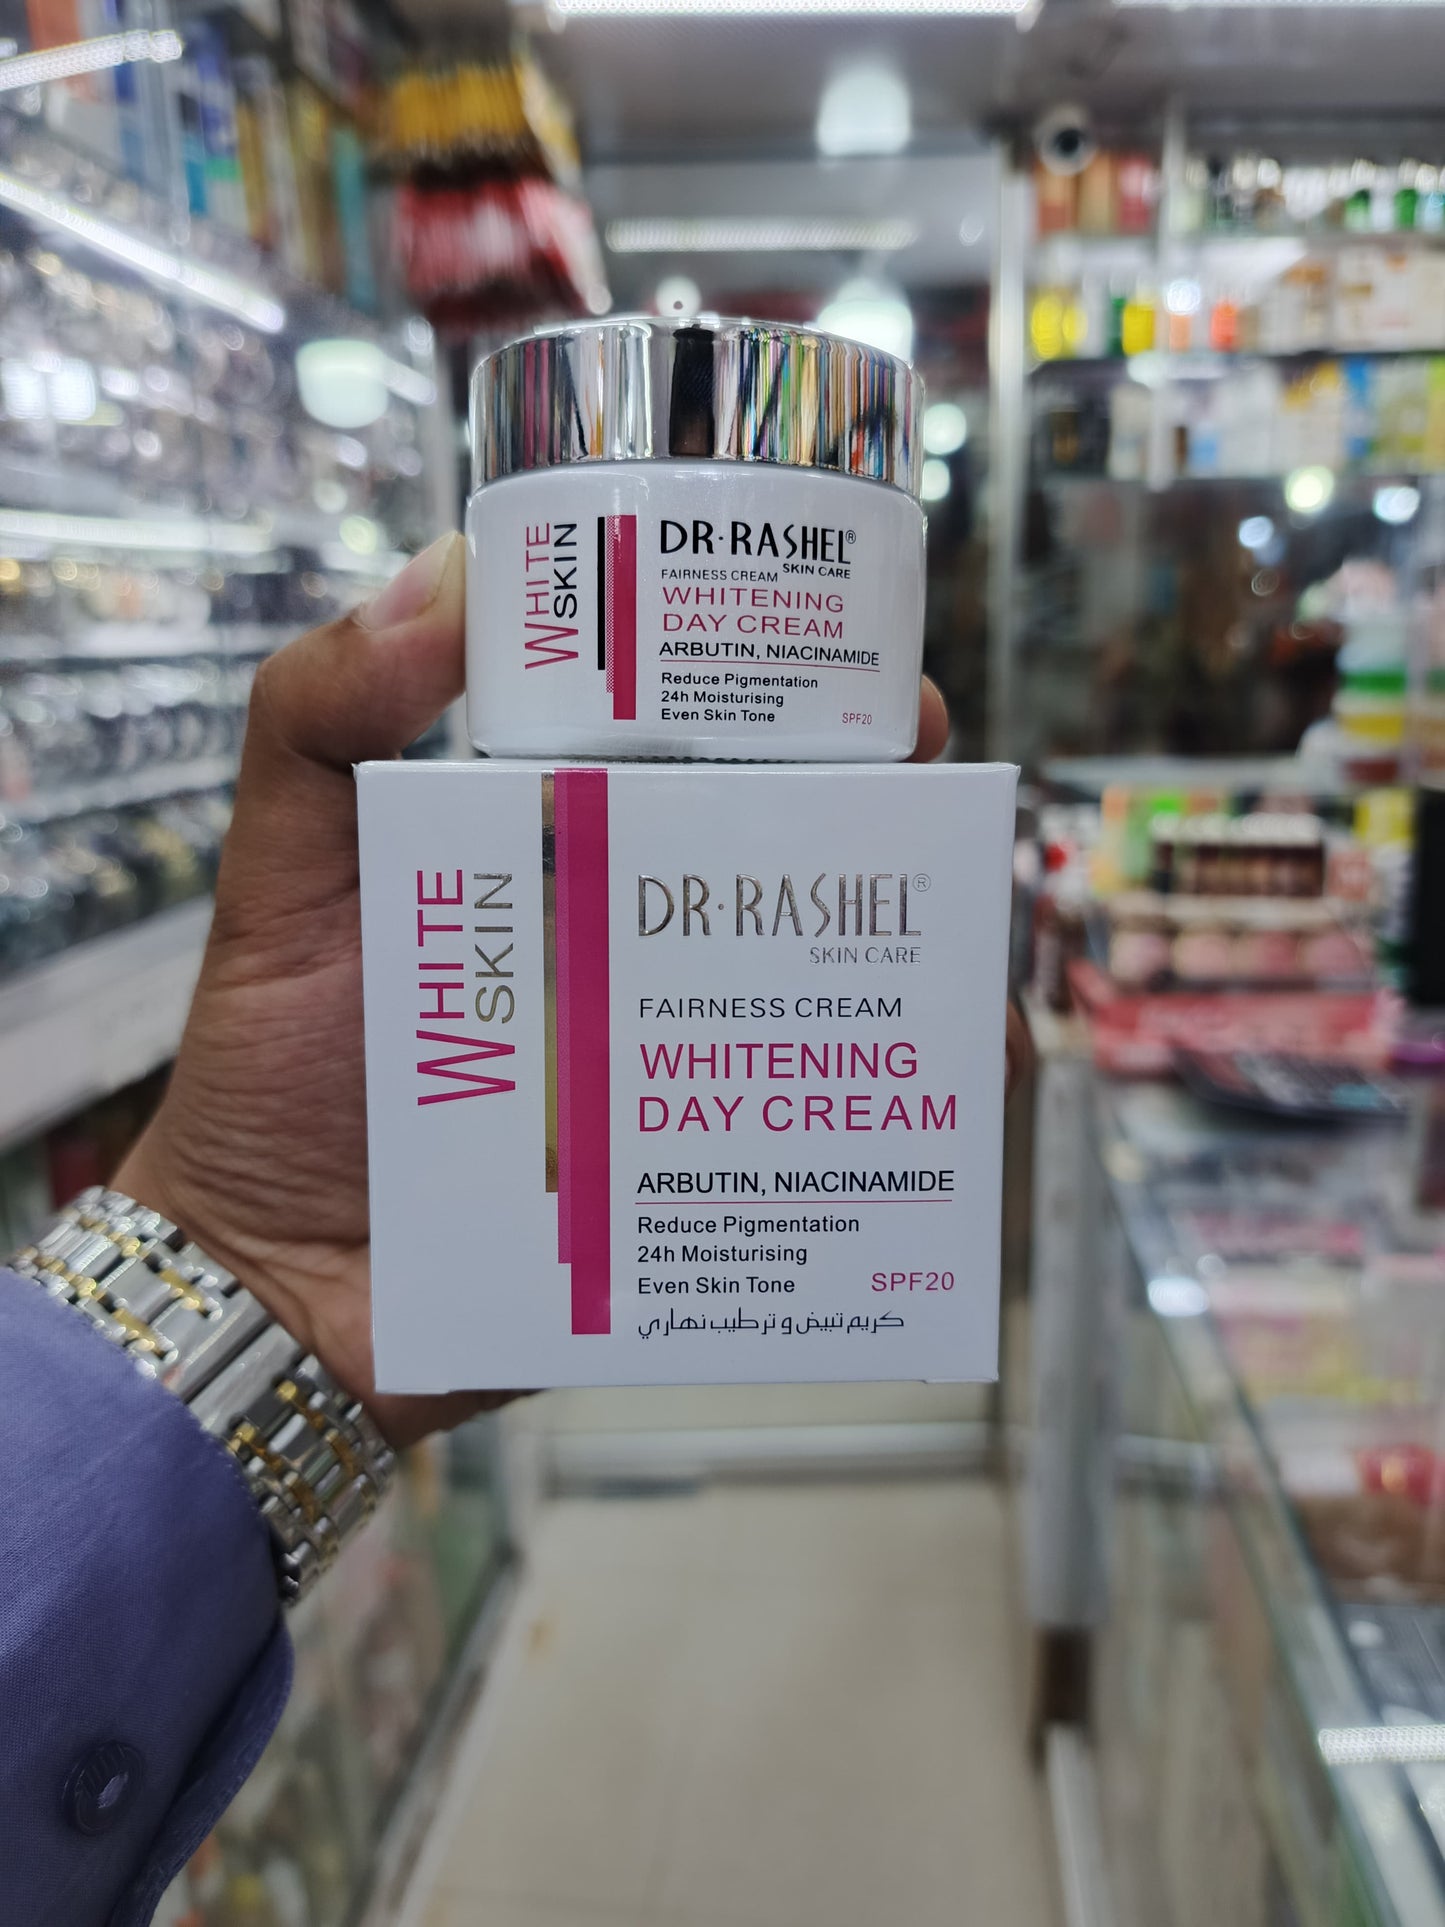 WHITE
SKIN
DR·RASHEL®
SKIN CARE
FAIRNESS CREAM
WHITENING
DAY CREAM
ARBUTIN, NIACINAMIDE
Reduce Pigmentation
24h Moisturising
Even Skin Tone
SPF20
WHITE
SKIN
DR·RASHEL®
SKIN CARE
FAIRNESS CREAM
WHITENING
DAY CREAM
ARBUTIN, NIACINAMIDE
Reduce Pigmentation
24h Moisturising
Even Skin Tone SPF20
كريم تبيض و ترطيب نهاري